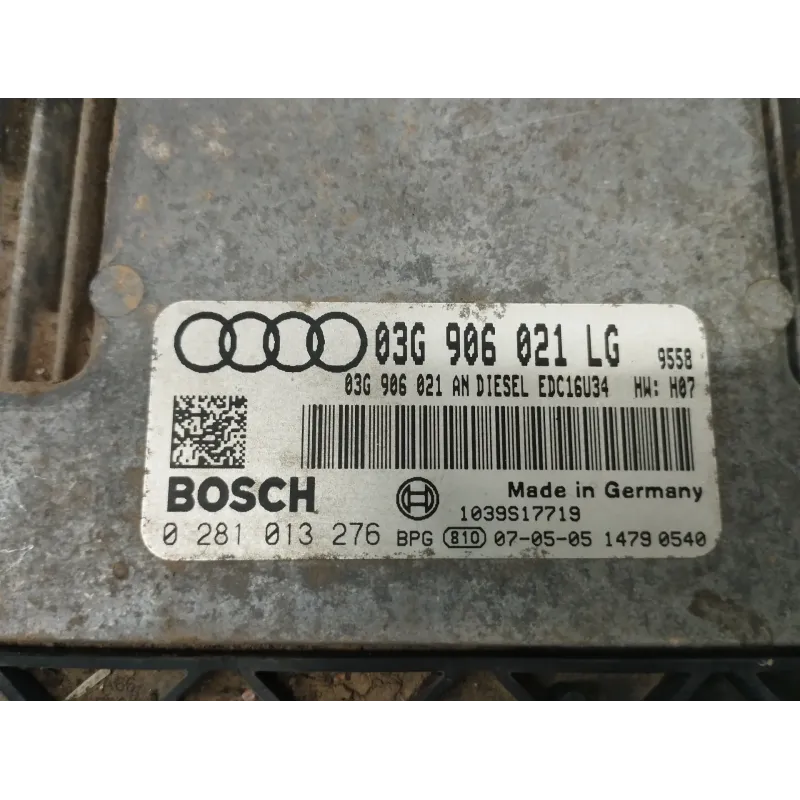 03G 906 021 LG 9558
03G 906 021 AN DIESEL EDC16U34 HW: H07
BOSCH
Made in Germany
1039S17719
0 281 013 276 BPG 810 07-05-05 1479 0540